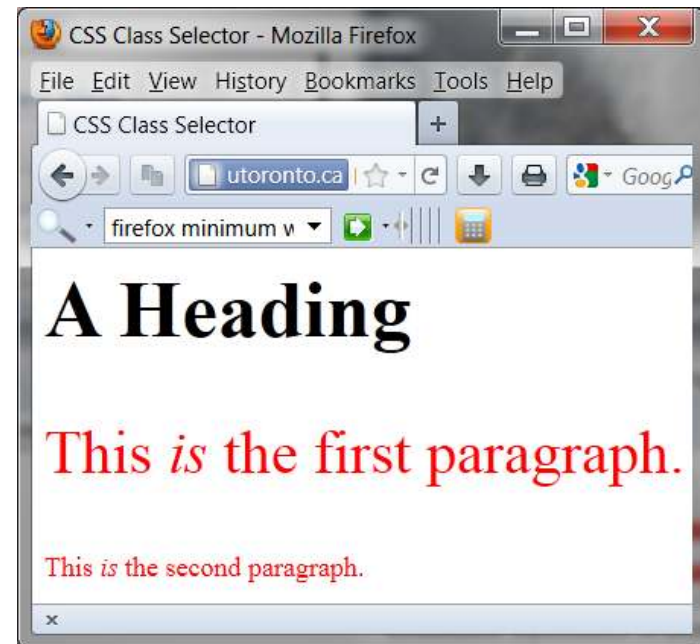 CSS Class Selector - Mozilla Firefox
File Edit View History Bookmarks Tools Help
CSS Class Selector +
utoronto.ca Goog
firefox minimum w
A Heading
This is the first paragraph.
This is the second paragraph.
x